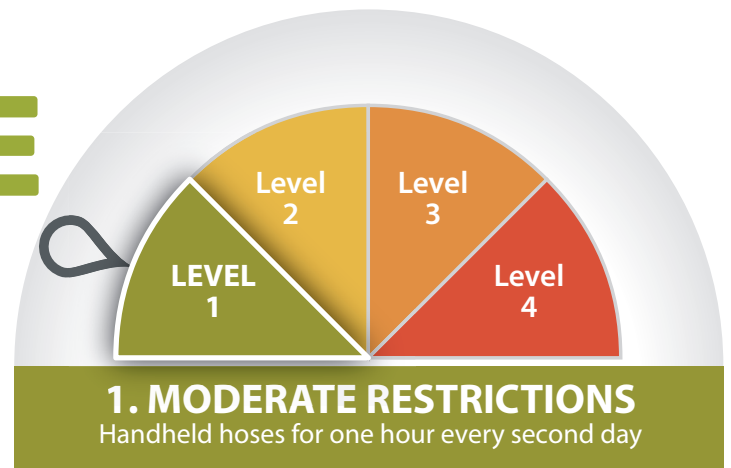 Level
2
Level
3
LEVEL
1
Level
4
1. MODERATE RESTRICTIONS
Handheld hoses for one hour every second day